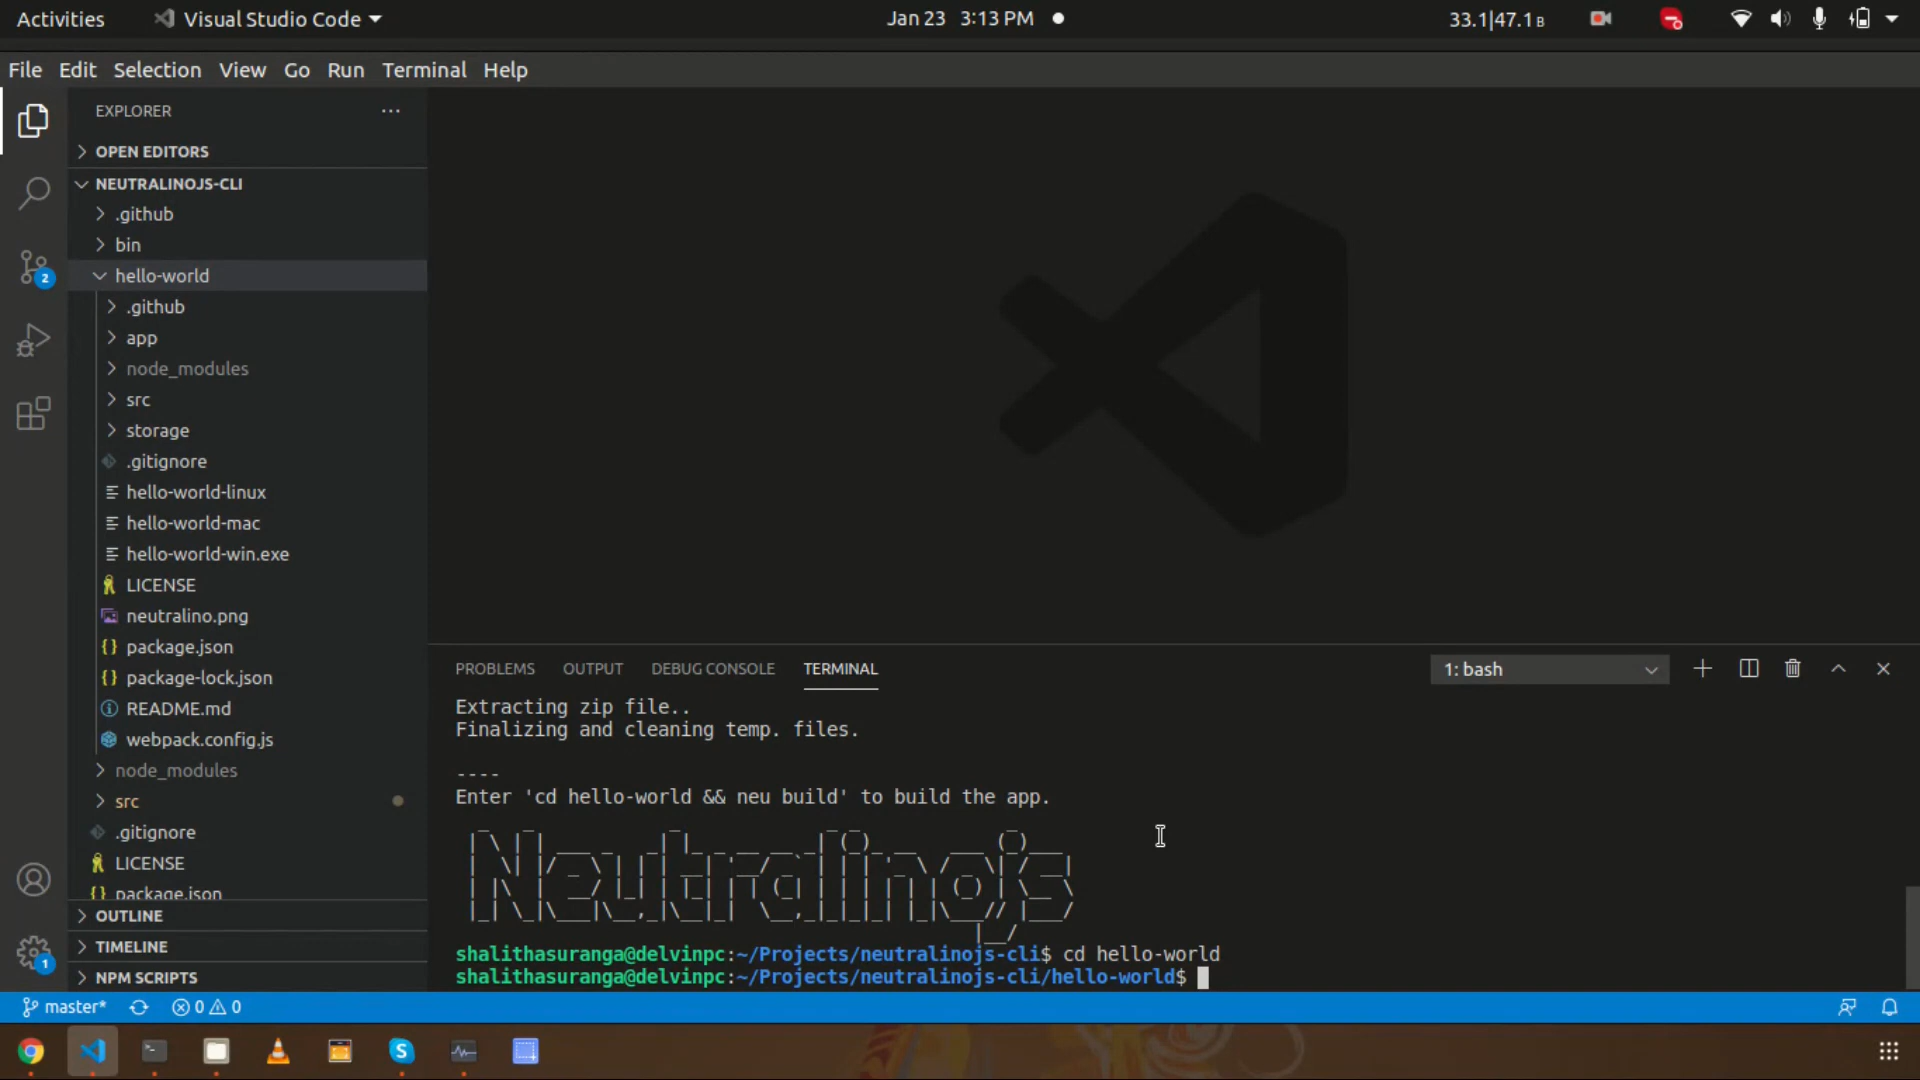 Activities
Visual Studio Code
Jan 23 3:13 PM
33.1|47.1 B
File Edit Selection View Go Run Terminal Help
EXPLORER
OPEN EDITORS
NEUTRALINOJS-CLI
.github
bin
hello-world
.github
app
node_modules
src
storage
.gitignore
hello-world-linux
hello-world-mac
hello-world-win.exe
LICENSE
neutralino.png
package.json
package-lock.json
README.md
webpack.config.js
node_modules
src
.gitignore
LICENSE
package.json
OUTLINE
TIMELINE
NPM SCRIPTS
2
1
PROBLEMS OUTPUT DEBUG CONSOLE TERMINAL
1: bash
Extracting zip file..
Finalizing and cleaning temp. files.
----
Enter 'cd hello-world && neu build' to build the app.
Neutralinojs
shalithasuranga@delvinpc:~/Projects/neutralinojs-cli$ cd hello-world
shalithasuranga@delvinpc:~/Projects/neutralinojs-cli/hello-world$
master*
0 0